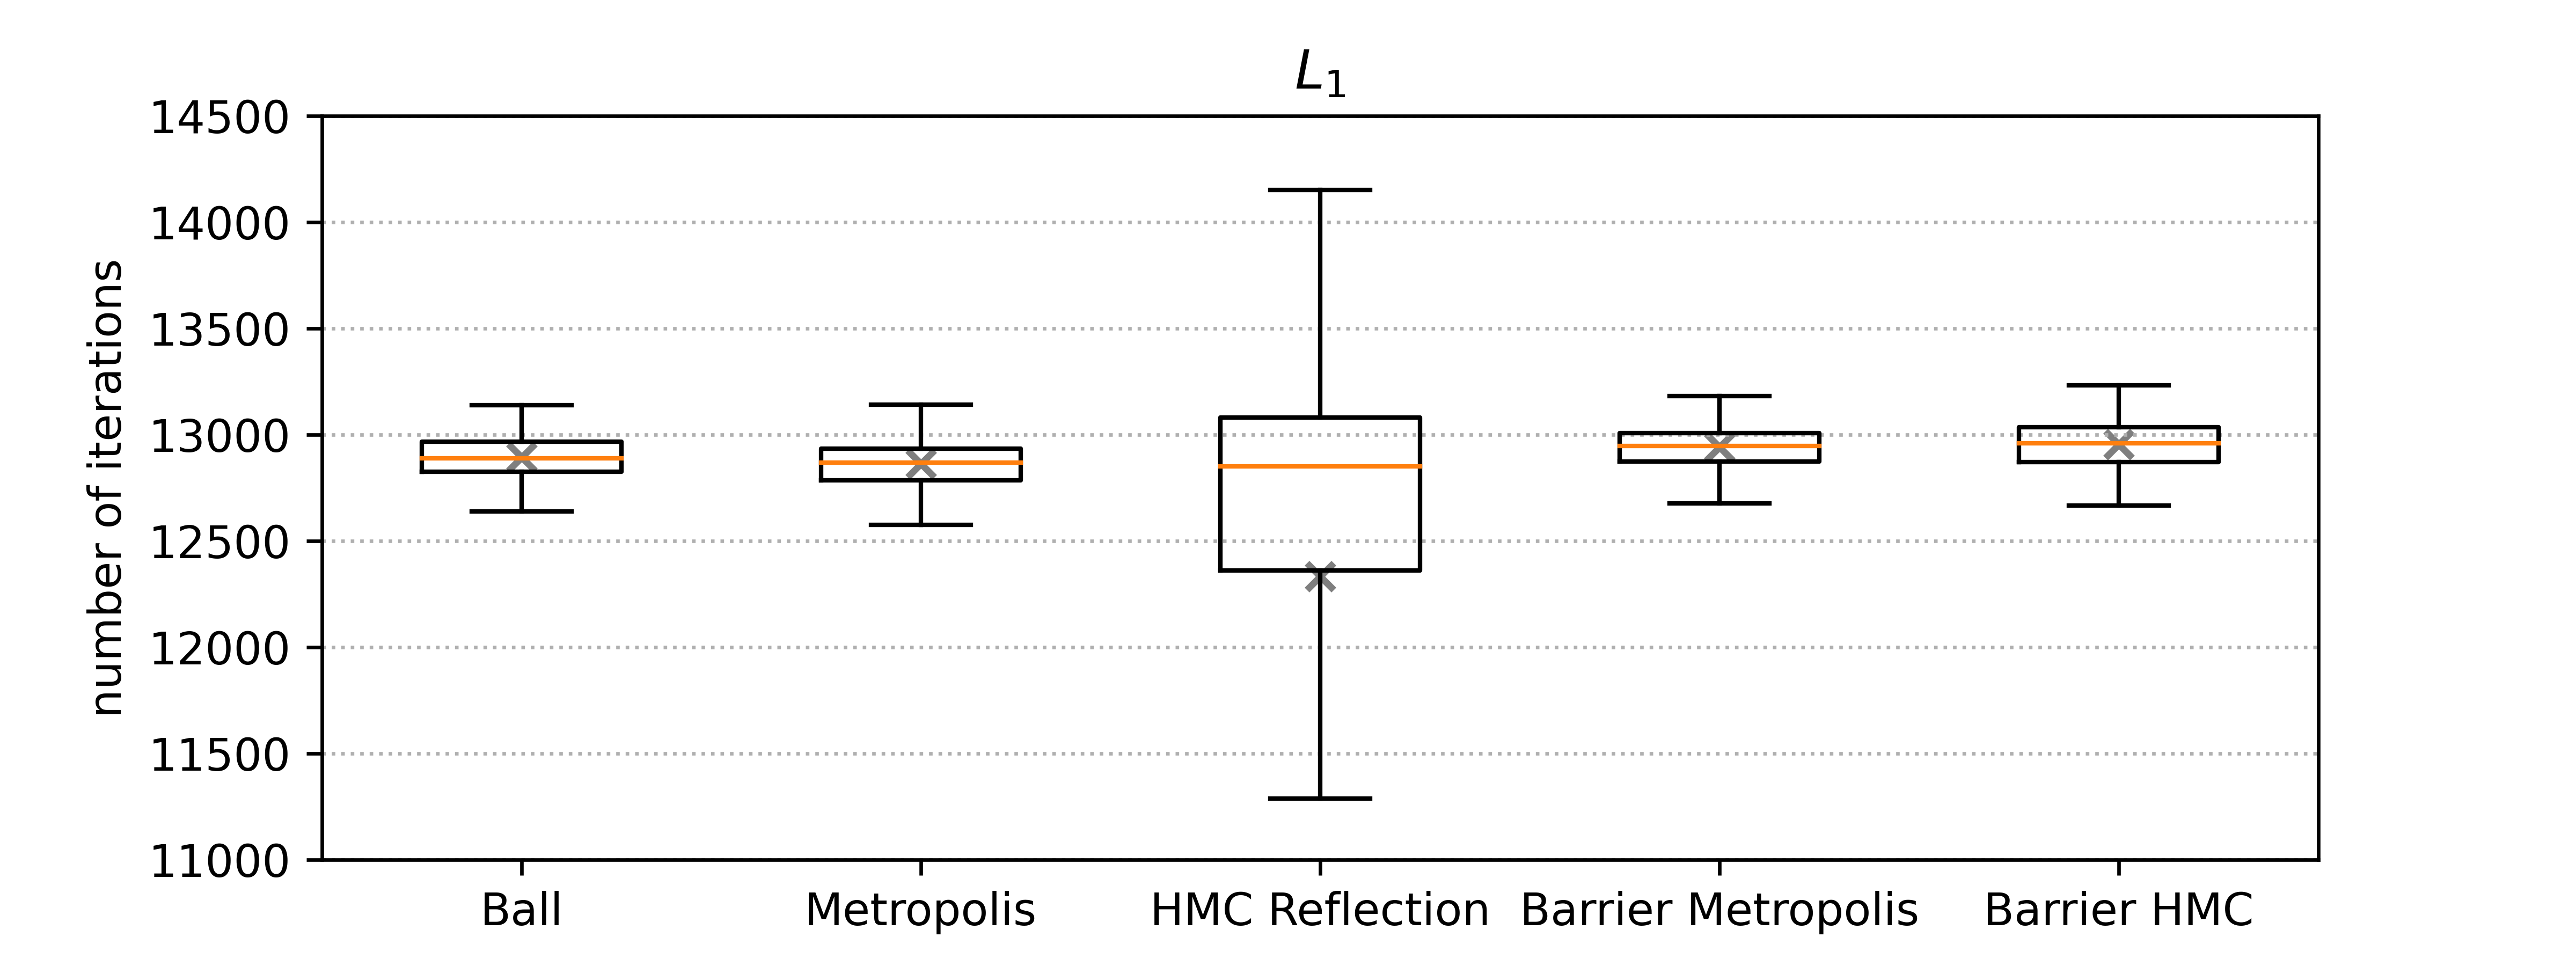 L1
14500
14000
13500
13000
12500
12000
11500
11000
number of iterations
Ball
Metropolis
HMC Reflection
Barrier Metropolis
Barrier HMC